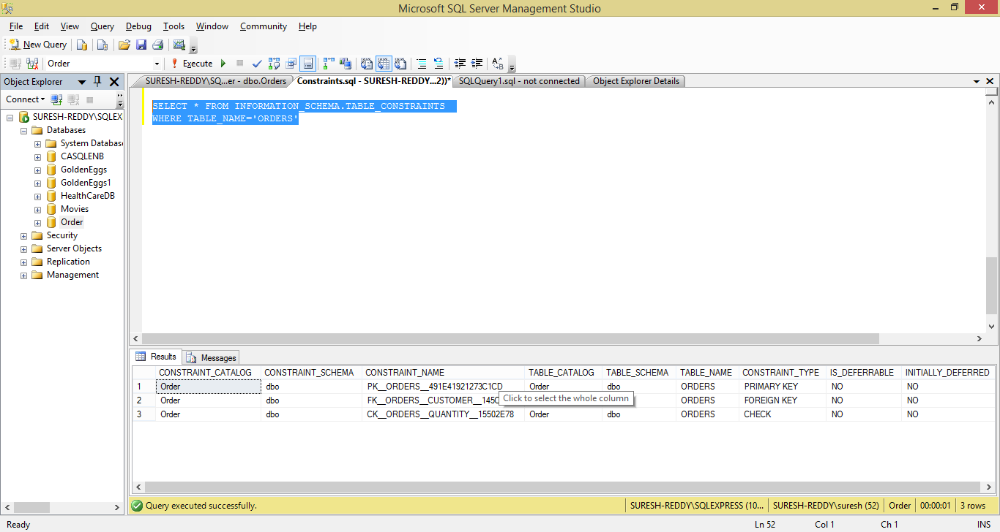 Microsoft SQL Server Management Studio
File Edit View Query Debug Tools Window Community Help
New Query
Order Execute
Object Explorer
Connect
SURESH-REDDY\SQLEX
Databases
System Databas
CASQLENB
GoldenEggs
GoldenEggs1
HealthCareDB
Movies
Order
Security
Server Objects
Replication
Management
SURESH-REDDY\SQ...er - dbo.Orders Constraints.sql - SURESH-REDDY...2))* SQLQuery1.sql - not connected Object Explorer Details
SELECT * FROM INFORMATION_SCHEMA.TABLE_CONSTRAINTS
WHERE TABLE_NAME='ORDERS'
Results Messages
CONSTRAINT_CATALOG CONSTRAINT_SCHEMA CONSTRAINT_NAME TABLE_CATALOG TABLE_SCHEMA TABLE_NAME CONSTRAINT_TYPE IS_DEFERRABLE INITIALLY_DEFERRED
1 Order dbo PK__ORDERS__491E41921273C1CD Order dbo ORDERS PRIMARY KEY NO NO
Click to select the whole column
2 Order dbo FK__ORDERS__CUSTOMER__145C ORDERS FOREIGN KEY NO NO
3 Order dbo CK__ORDERS__QUANTITY__15502E78 Order dbo ORDERS CHECK NO NO
Query executed successfully. SURESH-REDDY\SQLEXPRESS (10... SURESH-REDDY\suresh (52) Order 00:00:01 3 rows
Ready Ln 52 Col 1 Ch 1 INS